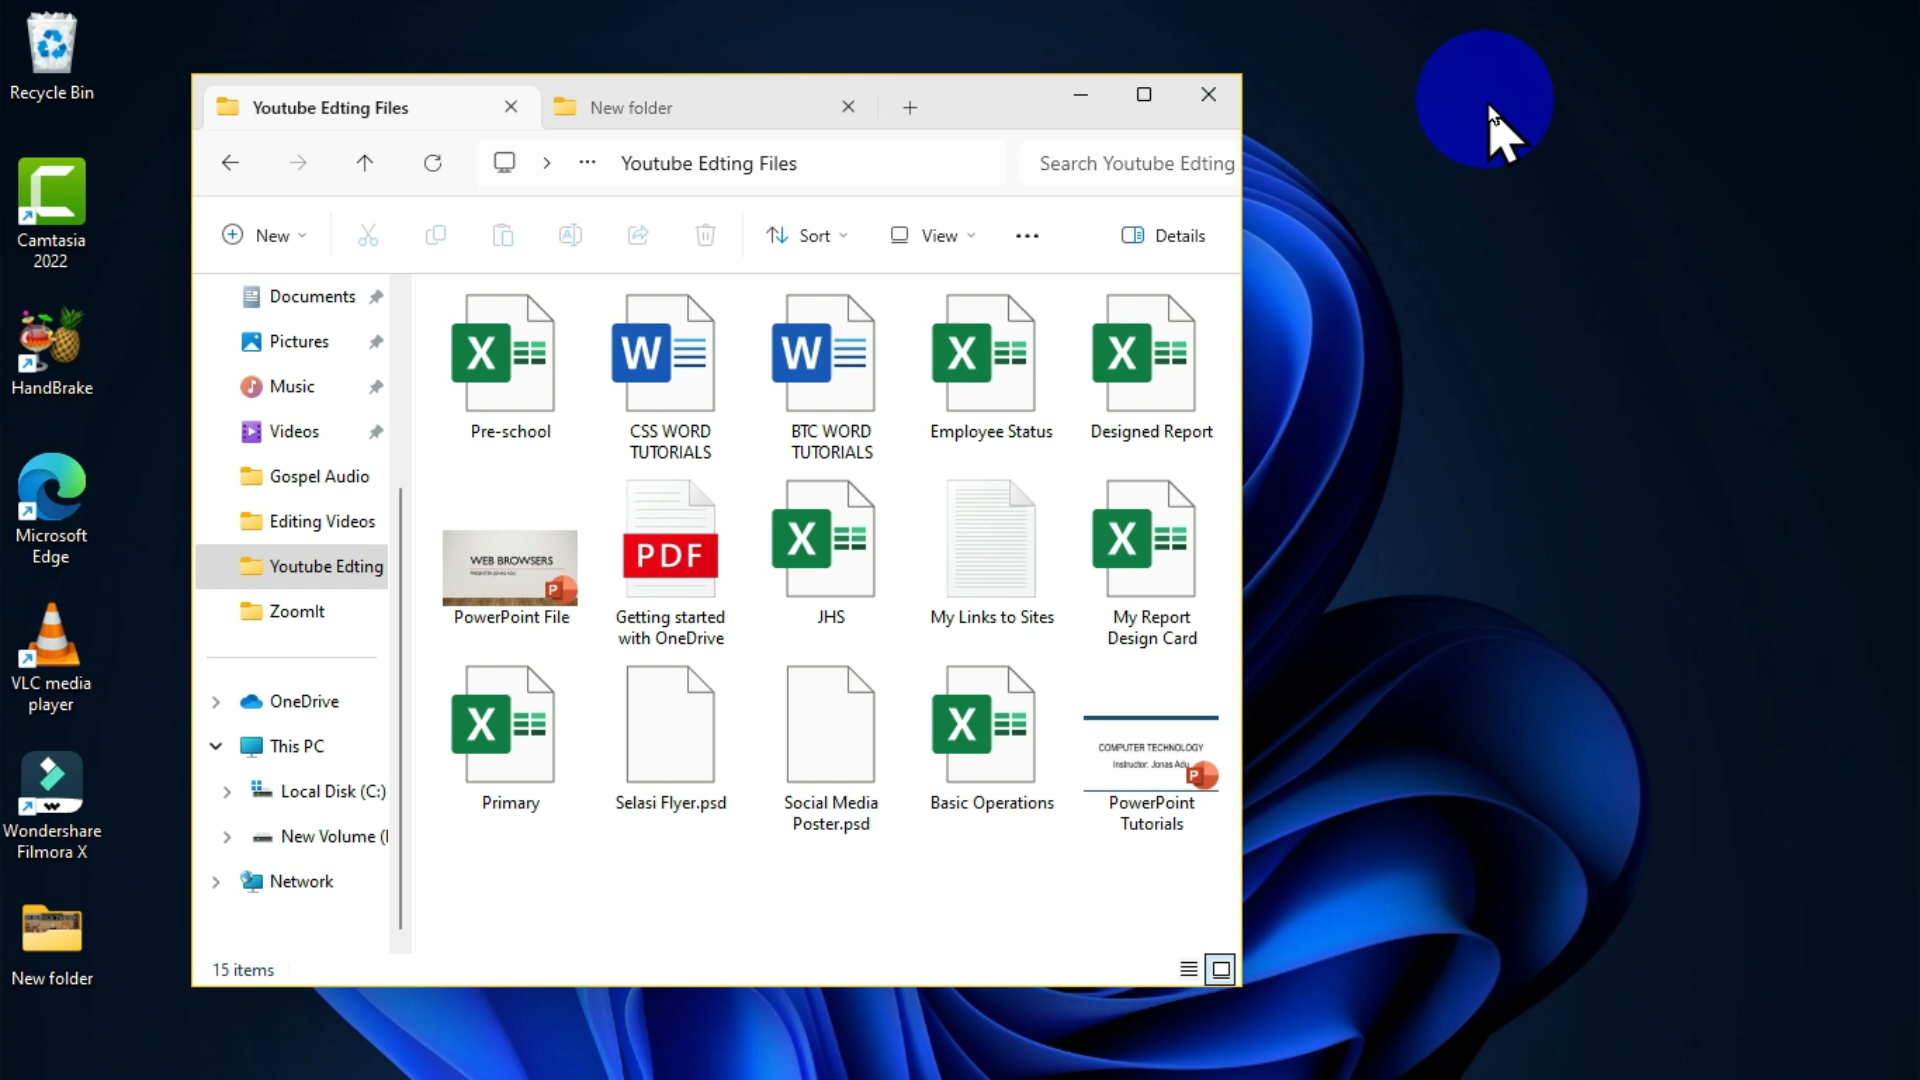 Recycle Bin
Camtasia
2022
HandBrake
Microsoft
Edge
VLC media
player
Wondershare
Filmora X
New folder
Youtube Edting Files
New folder
Youtube Edting Files
Search Youtube Edting
New
Sort
View
Details
Documents
Pictures
Music
Videos
Gospel Audio
Editing Videos
Youtube Edting
ZoomIt
OneDrive
This PC
Local Disk (C:)
New Volume (
Network
Pre-school
CSS WORD
TUTORIALS
BTC WORD
TUTORIALS
Employee Status
Designed Report
WEB BROWSERS
PowerPoint File
PDF
Getting started
with OneDrive
JHS
My Links to Sites
My Report
Design Card
Primary
Selasi Flyer.psd
Social Media
Poster.psd
Basic Operations
COMPUTER TECHNOLOGY
Instructor: Jonas Adu
PowerPoint
Tutorials
15 items